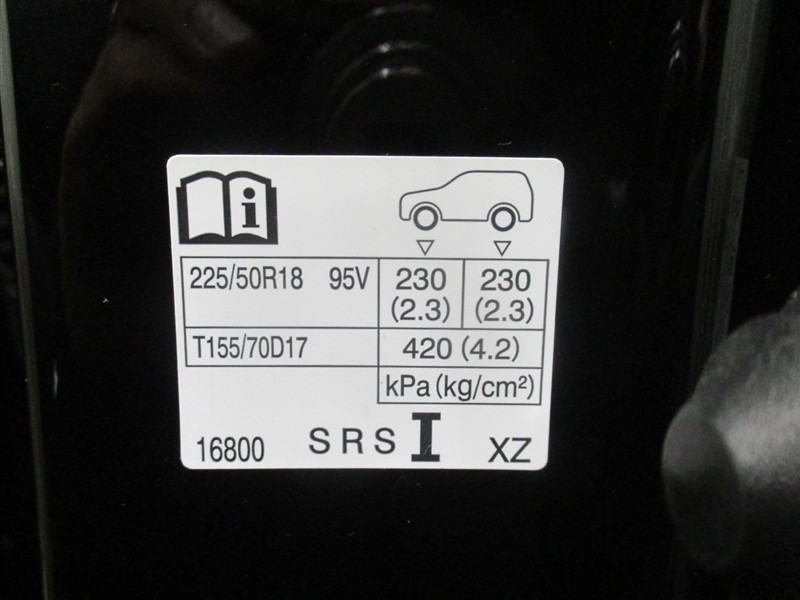 i
225/50R18 95V 230 230
(2.3) (2.3)
T155/70D17 420 (4.2)
kPa(kg/cm²)
16800 SRS I XZ